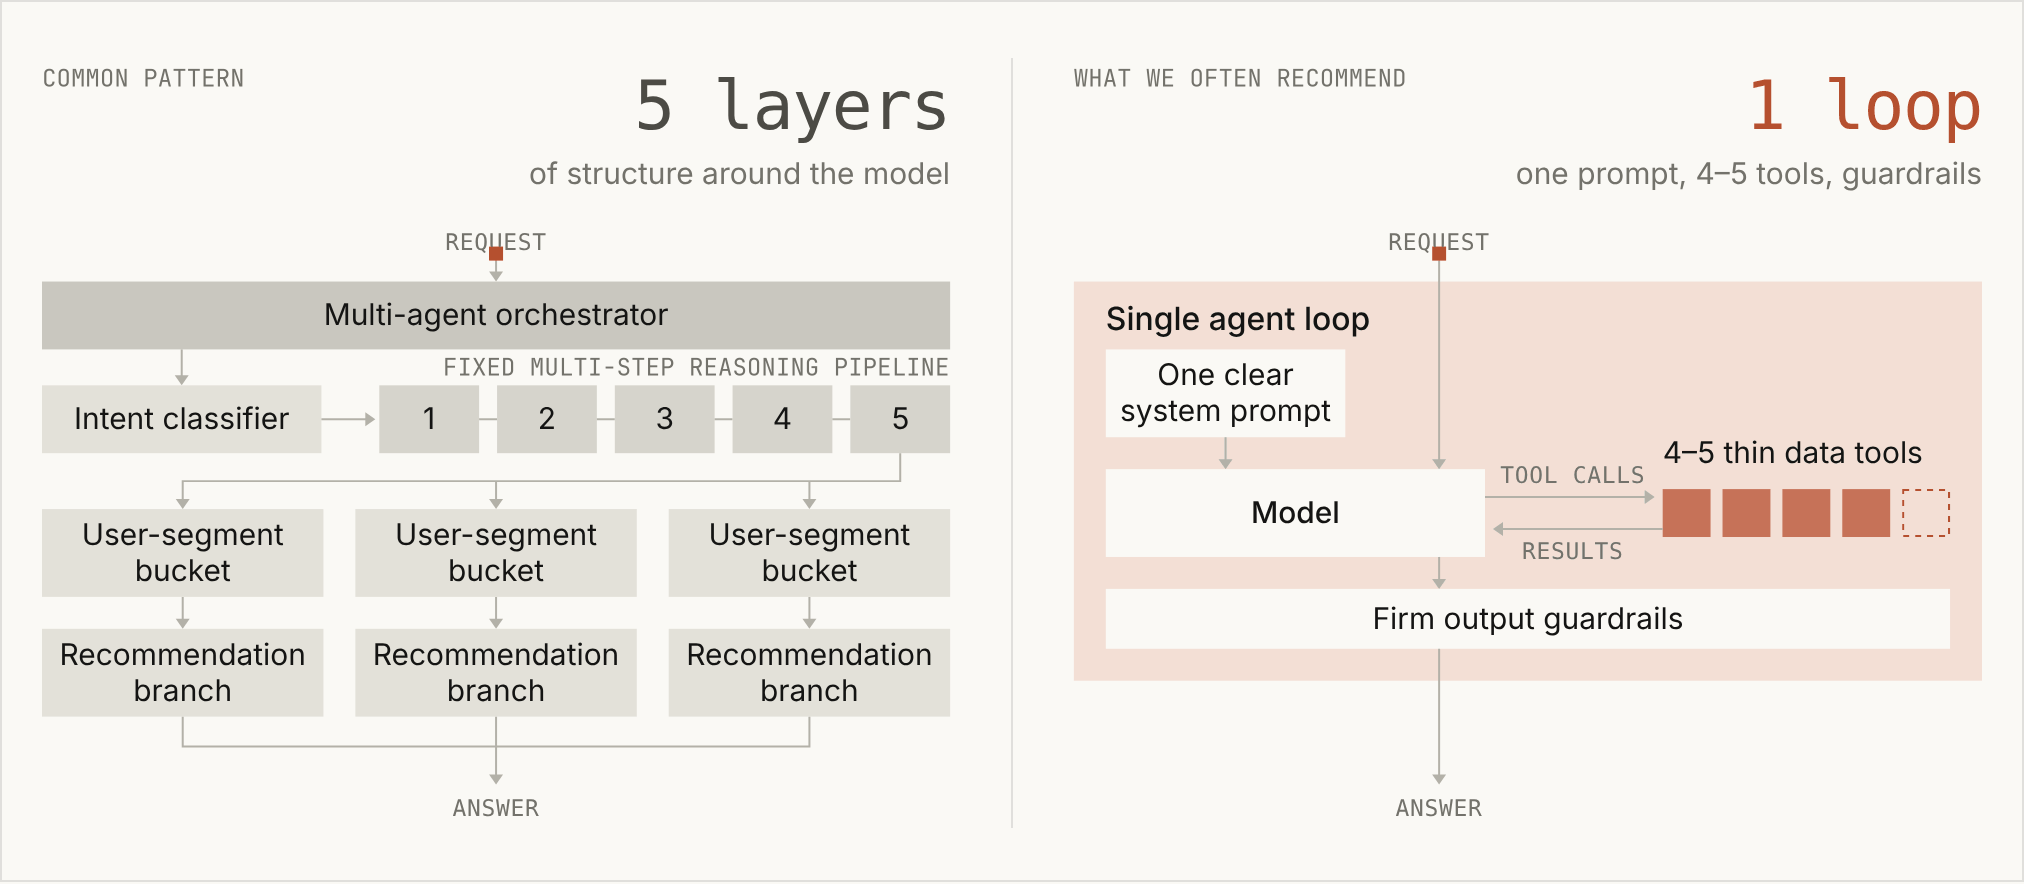 COMMON PATTERN
5 layers
of structure around the model
REQUEST
Multi-agent orchestrator
FIXED MULTI-STEP REASONING PIPELINE
Intent classifier
1
2
3
4
5
User-segment
bucket
User-segment
bucket
User-segment
bucket
Recommendation
branch
Recommendation
branch
Recommendation
branch
ANSWER
WHAT WE OFTEN RECOMMEND
1 loop
one prompt, 4–5 tools, guardrails
REQUEST
Single agent loop
One clear
system prompt
Model
TOOL CALLS
4–5 thin data tools
RESULTS
Firm output guardrails
ANSWER